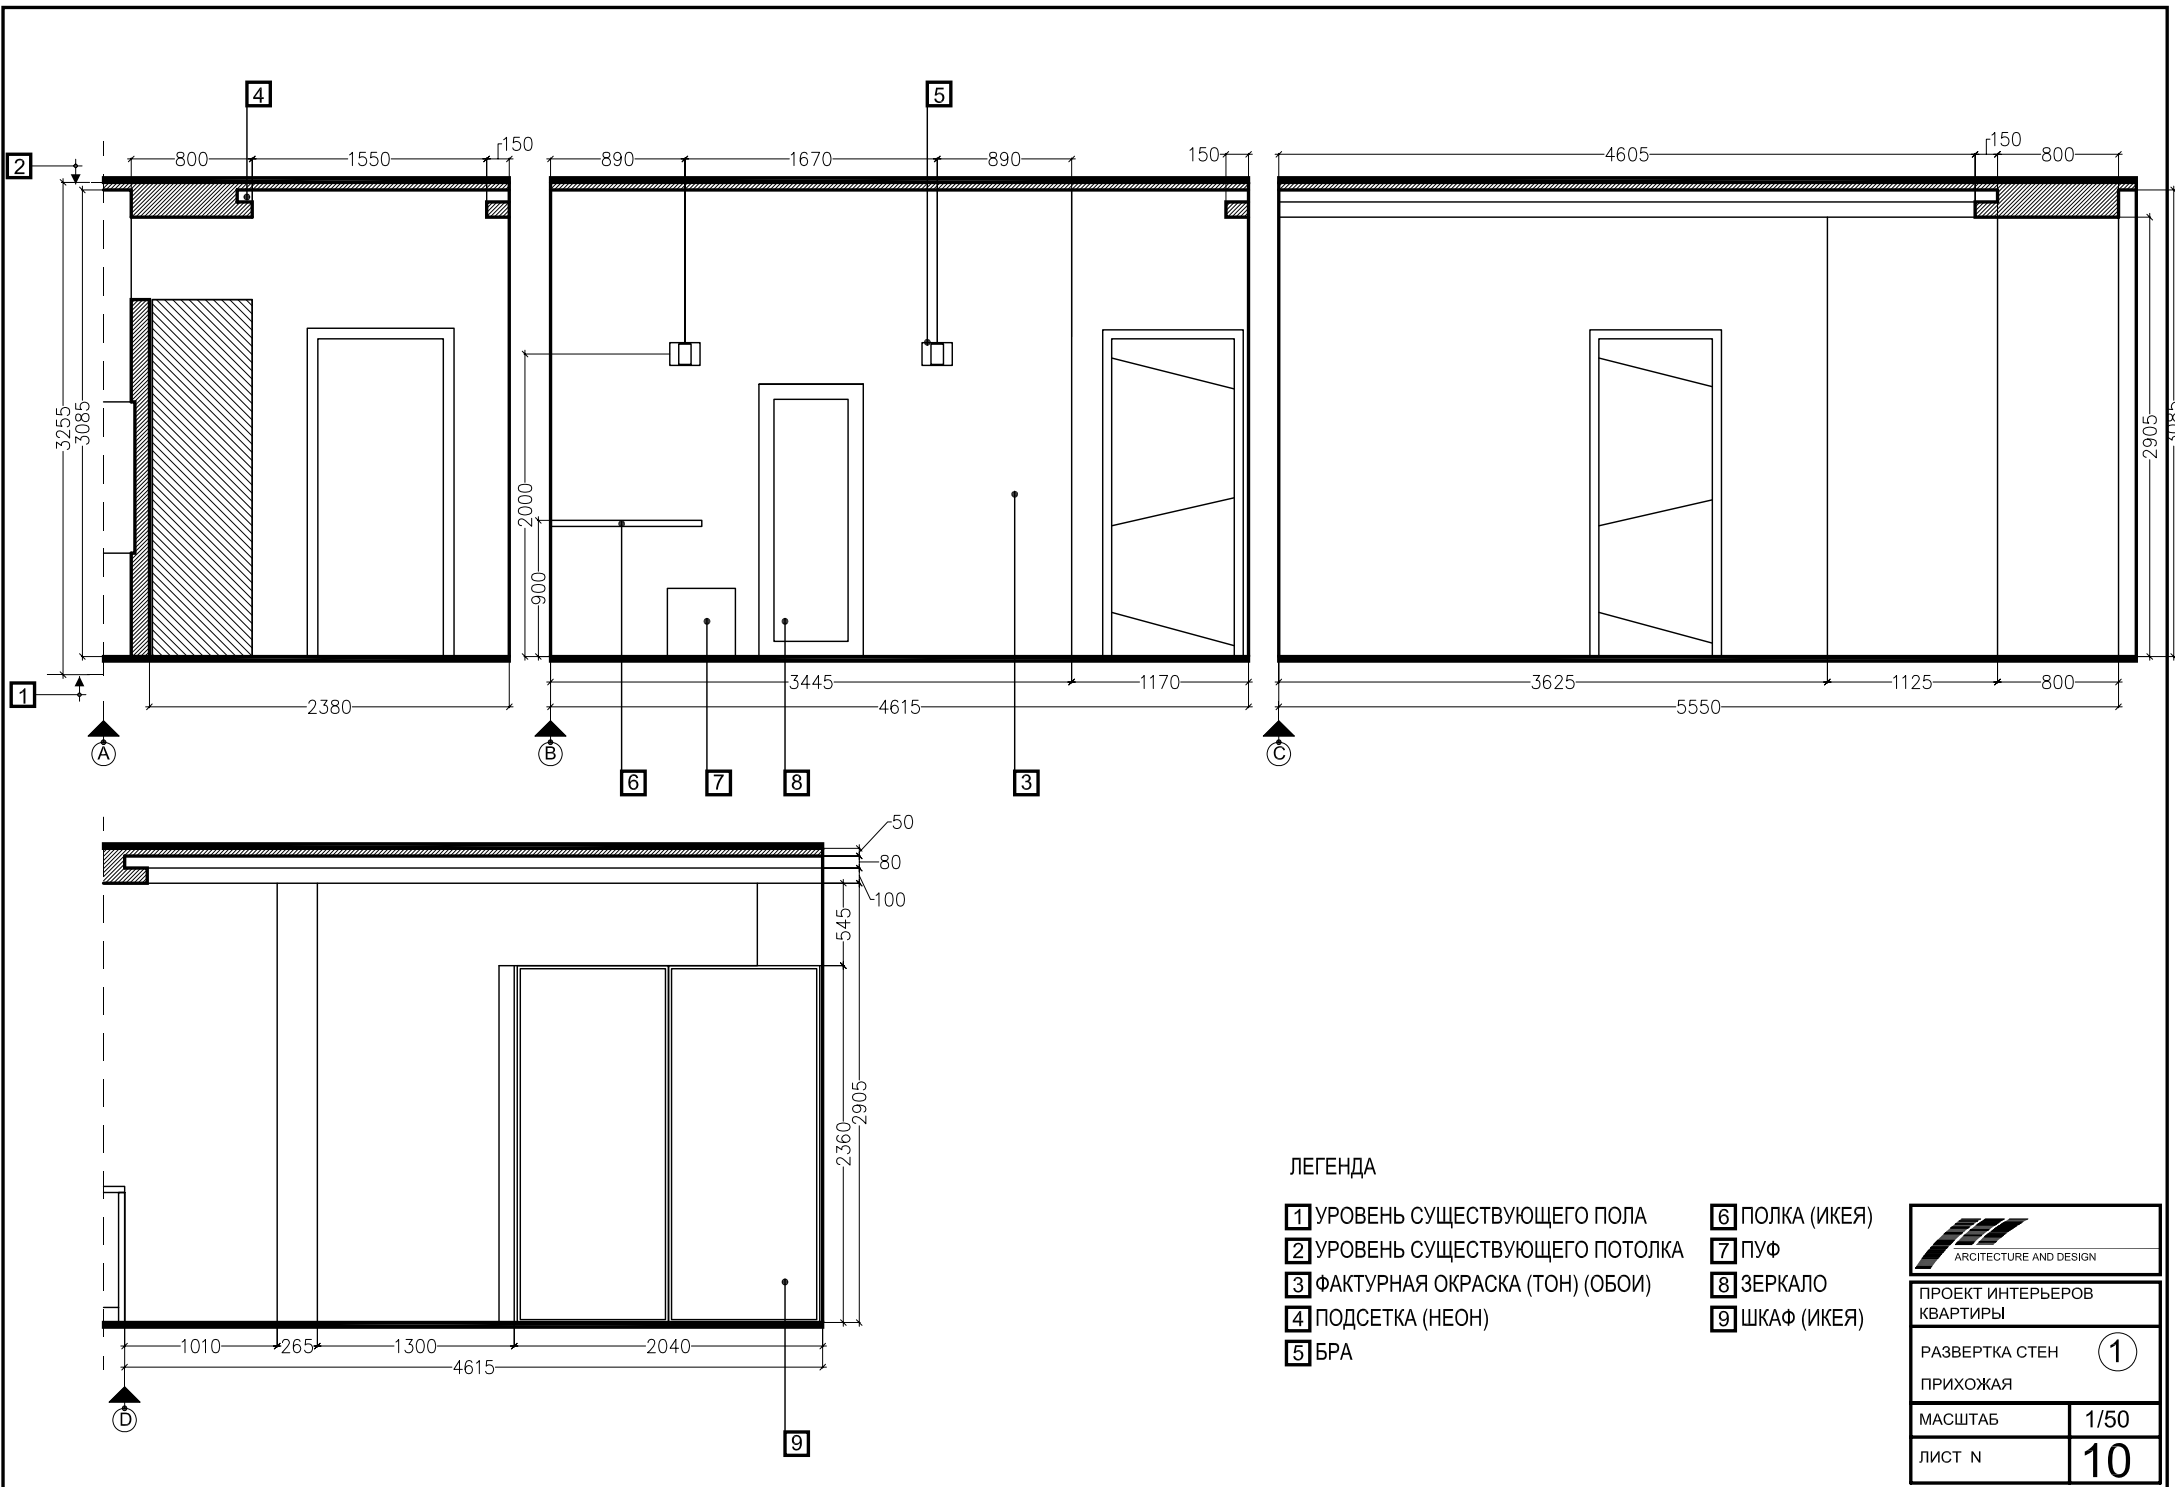 4
5
2
800
1550
150
890
1670
890
150
4605
150
800
3255
3085
2000
900
2905
3085
1
2380
3445
1170
4615
3625
1125
800
5550
A
B
C
6
7
8
3
50
80
100
545
2360
2905
1010
265
1300
2040
4615
D
9
ЛЕГЕНДА
1 УРОВЕНЬ СУЩЕСТВУЮЩЕГО ПОЛА
2 УРОВЕНЬ СУЩЕСТВУЮЩЕГО ПОТОЛКА
3 ФАКТУРНАЯ ОКРАСКА (ТОН) (ОБОИ)
4 ПОДСЕТКА (НЕОН)
5 БРА
6 ПОЛКА (ИКЕЯ)
7 ПУФ
8 ЗЕРКАЛО
9 ШКАФ (ИКЕЯ)
ARCITECTURE AND DESIGN
ПРОЕКТ ИНТЕРЬЕРОВ
КВАРТИРЫ
РАЗВЕРТКА СТЕН 1
ПРИХОЖАЯ
МАСШТАБ 1/50
ЛИСТ N 10